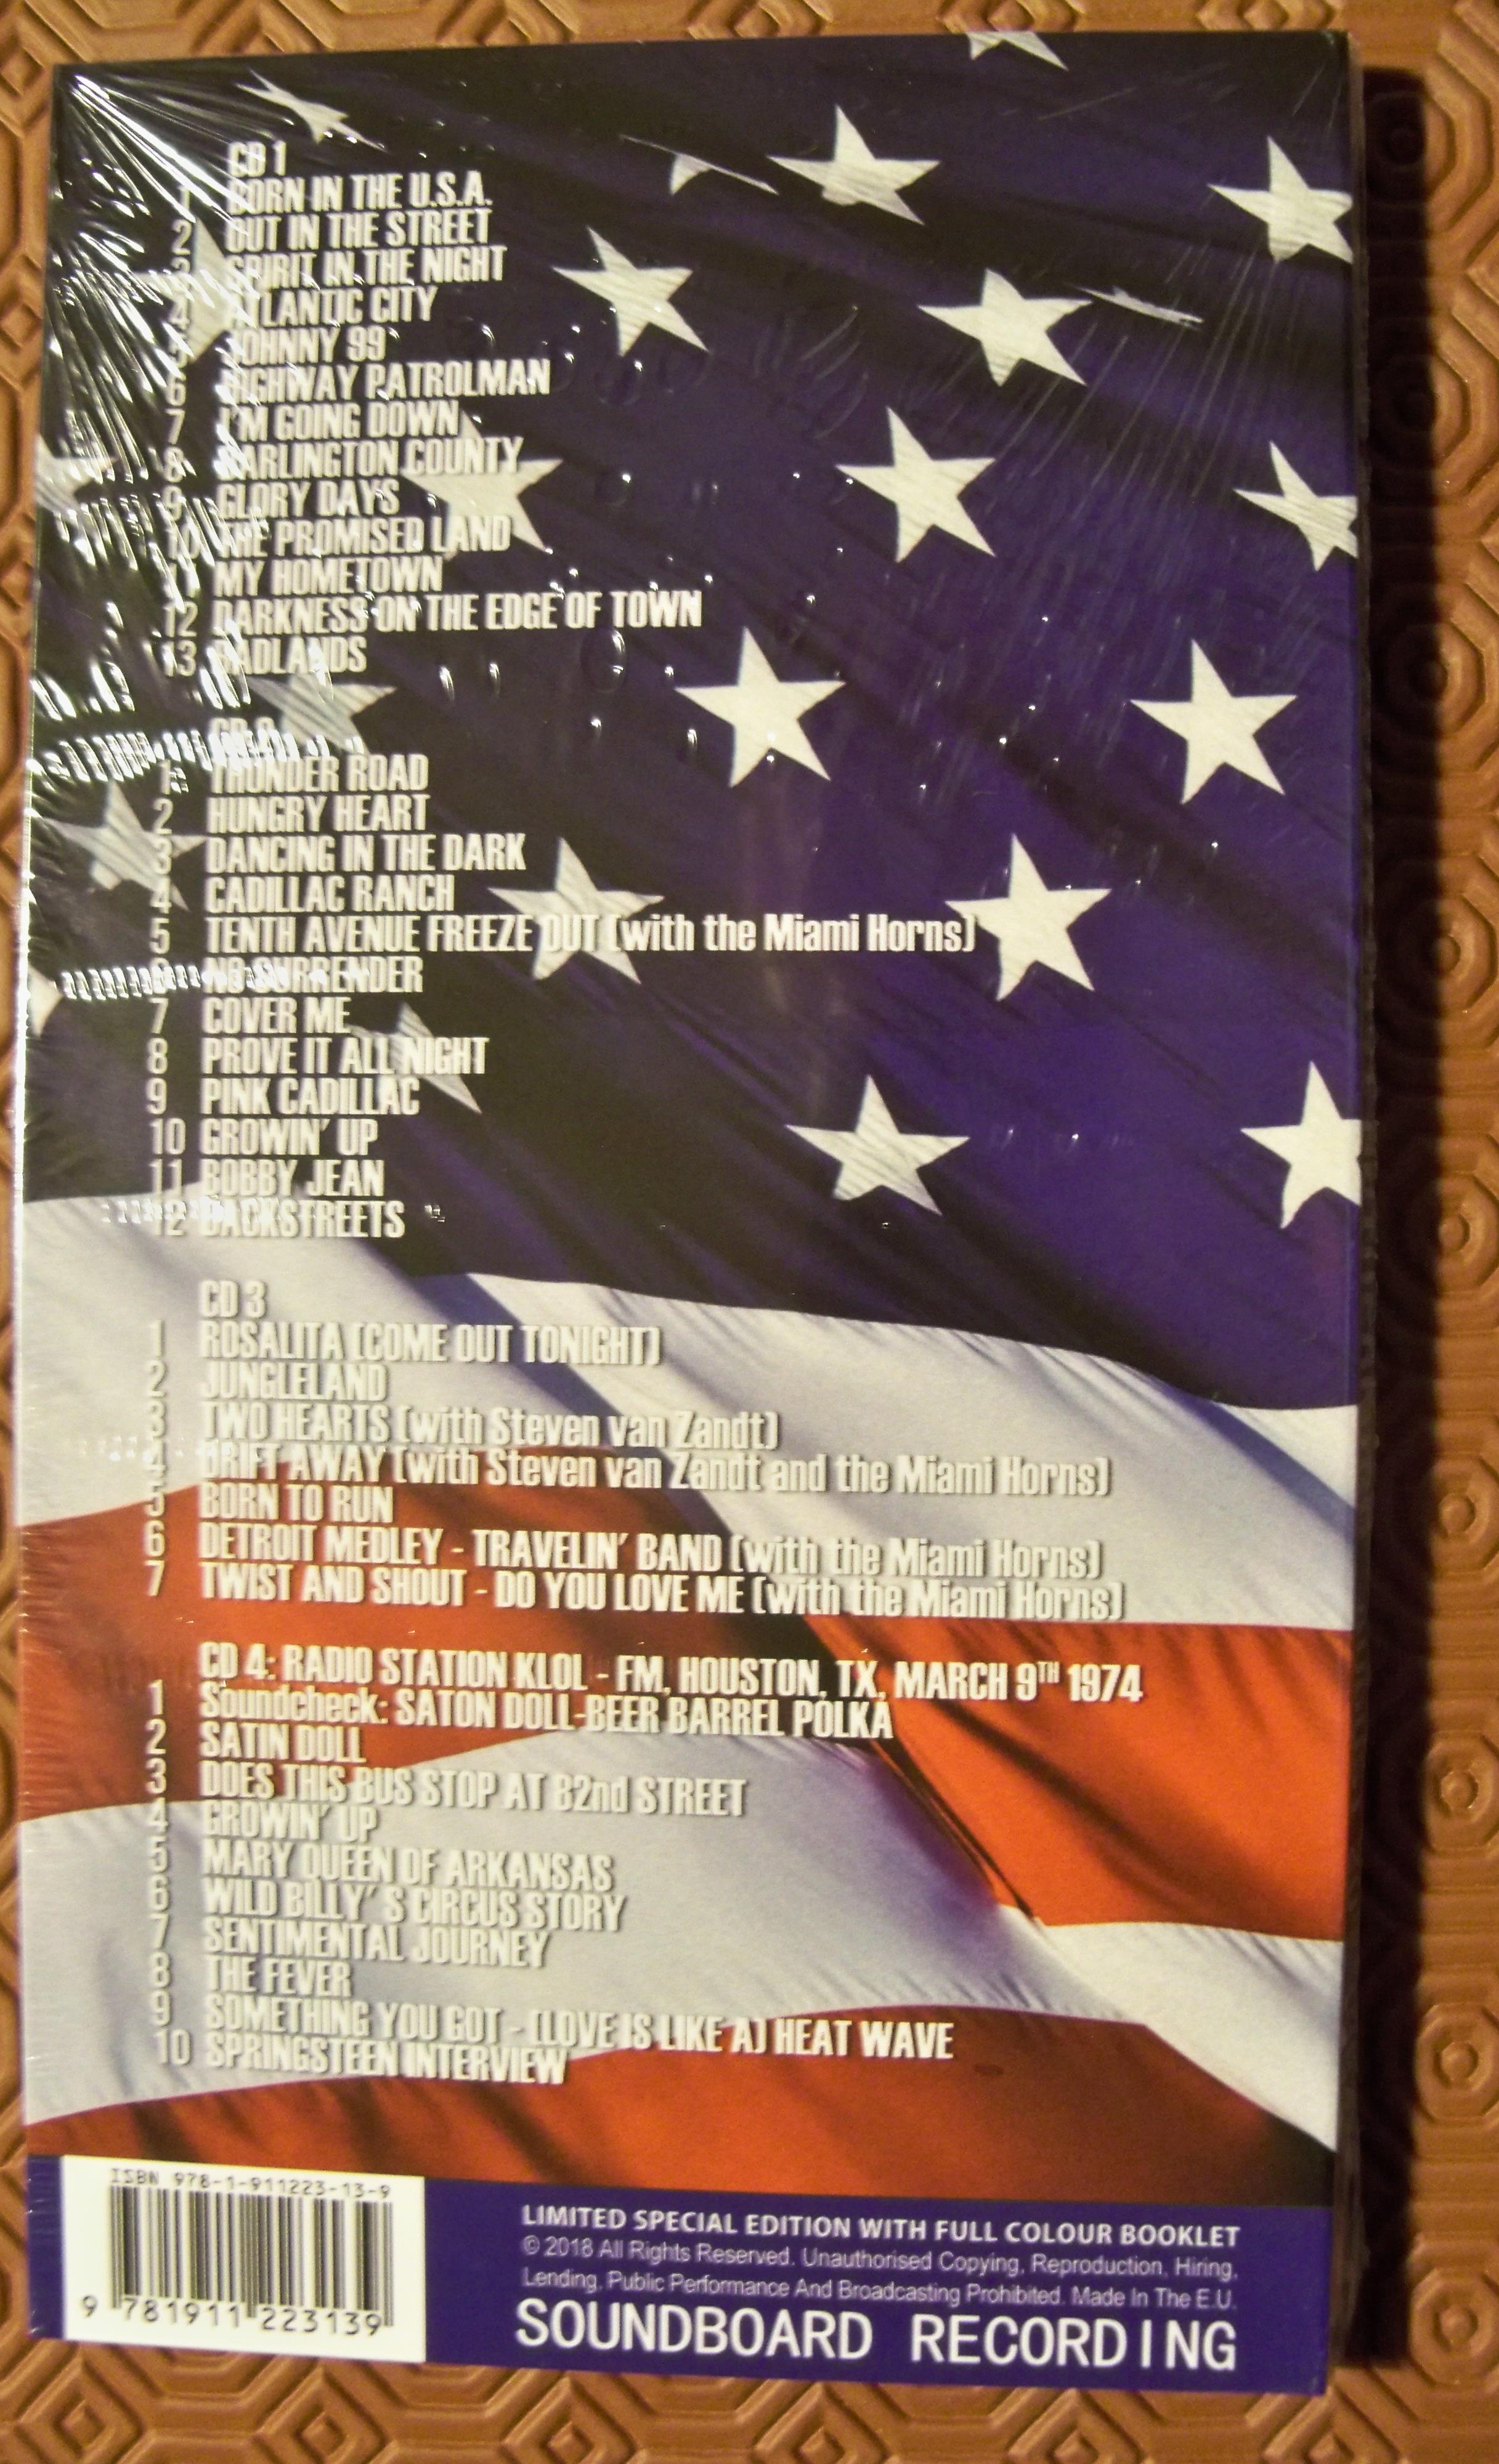 CD 1
1 BORN IN THE U.S.A.
2 OUT IN THE STREET
3 SPIRIT IN THE NIGHT
4 ATLANTIC CITY
5 JOHNNY 99
6 HIGHWAY PATROLMAN
7 I'M GOING DOWN
8 DARLINGTON COUNTY
9 GLORY DAYS
10 THE PROMISED LAND
11 MY HOMETOWN
12 DARKNESS ON THE EDGE OF TOWN
13 BADLANDS
CD 2
1 THUNDER ROAD
2 HUNGRY HEART
3 DANCING IN THE DARK
4 CADILLAC RANCH
5 TENTH AVENUE FREEZE OUT (with the Miami Horns)
6 NO SURRENDER
7 COVER ME
8 PROVE IT ALL NIGHT
9 PINK CADILLAC
10 GROWIN' UP
11 BOBBY JEAN
12 BACKSTREETS
CD 3
1 ROSALITA (COME OUT TONIGHT)
2 JUNGLELAND
3 TWO HEARTS (with Steven van Zandt)
4 DRIFT AWAY (with Steven van Zandt and the Miami Horns)
5 BORN TO RUN
6 DETROIT MEDLEY - TRAVELIN' BAND (with the Miami Horns)
7 TWIST AND SHOUT - DO YOU LOVE ME (with the Miami Horns)
CD 4: RADIO STATION KLOL - FM, HOUSTON, TX, MARCH 9TH 1974
1 Soundcheck: SATON DOLL-BEER BARREL POLKA
2 SATIN DOLL
3 DOES THIS BUS STOP AT 82nd STREET
4 GROWIN' UP
5 MARY QUEEN OF ARKANSAS
6 WILD BILLY' S CIRCUS STORY
7 SENTIMENTAL JOURNEY
8 THE FEVER
9 SOMETHING YOU GOT - (LOVE IS LIKE A) HEAT WAVE
10 SPRINGSTEEN INTERVIEW
ISBN 978-1-911223-13-9
9 781911 223139
LIMITED SPECIAL EDITION WITH FULL COLOUR BOOKLET
© 2018 All Rights Reserved. Unauthorised Copying, Reproduction, Hiring,
Lending, Public Performance And Broadcasting Prohibited. Made In The E.U.
SOUNDBOARD RECORDING